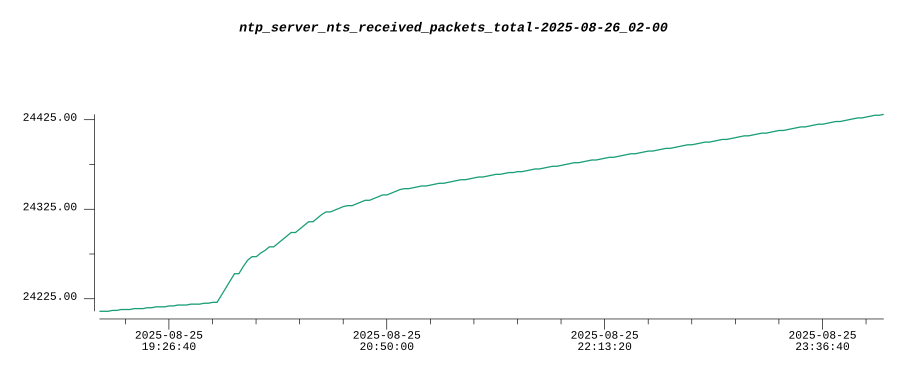 ntp_server_nts_received_packets_total-2025-08-26_02-00
24425.00
24325.00
24225.00
2025-08-25 2025-08-25 2025-08-25 2025-08-25
19:26:40 20:50:00 22:13:20 23:36:40